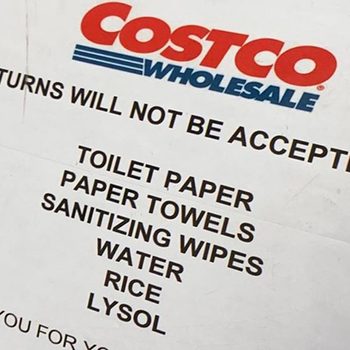 COSTCO
WHOLESALE
TURNS WILL NOT BE ACCEPT
TOILET PAPER
PAPER TOWELS
SANITIZING WIPES
WATER
RICE
LYSOL
YOU FOR